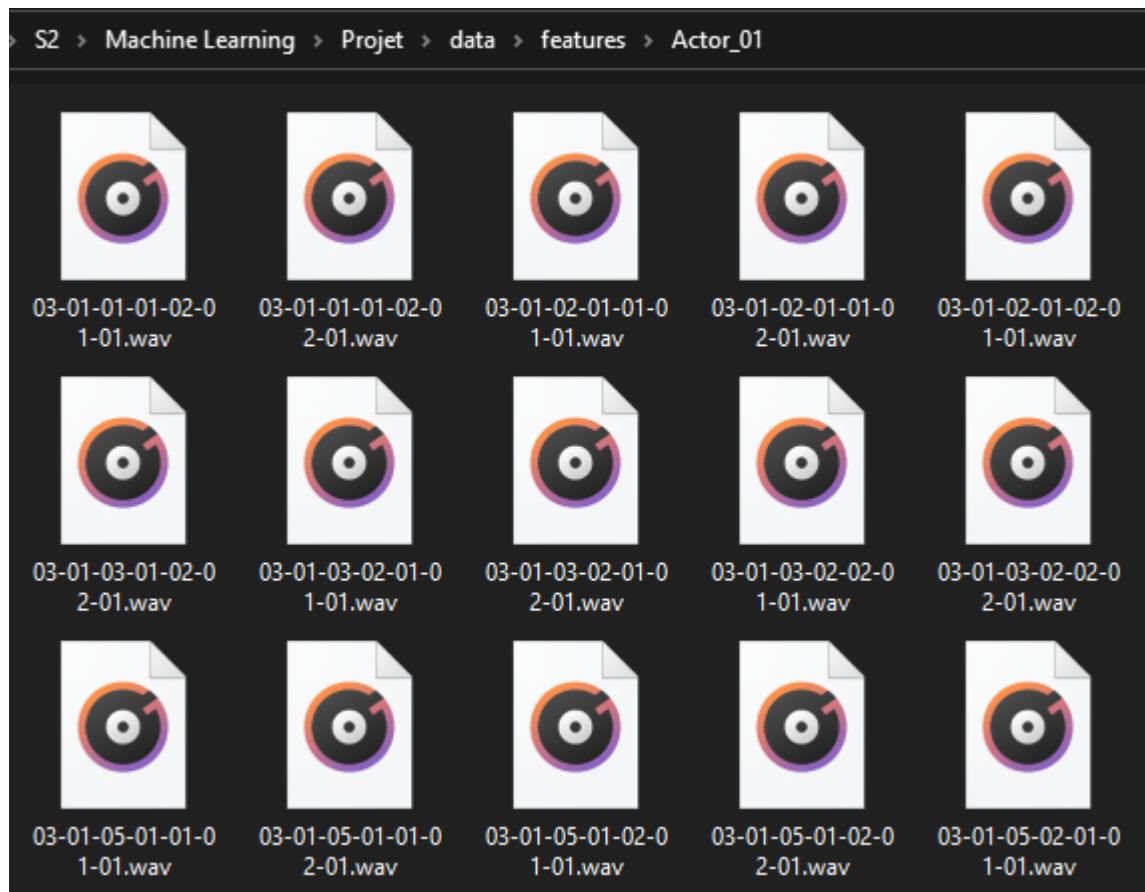 S2 > Machine Learning > Projet > data > features > Actor_01
03-01-01-01-02-0 03-01-01-01-02-0 03-01-02-01-01-0 03-01-02-01-01-0 03-01-02-01-02-0
1-01.wav 2-01.wav 1-01.wav 2-01.wav 1-01.wav
03-01-03-01-02-0 03-01-03-02-01-0 03-01-03-02-01-0 03-01-03-02-02-0 03-01-03-02-02-0
2-01.wav 1-01.wav 2-01.wav 1-01.wav 2-01.wav
03-01-05-01-01-0 03-01-05-01-01-0 03-01-05-01-02-0 03-01-05-01-02-0 03-01-05-02-01-0
1-01.wav 2-01.wav 1-01.wav 2-01.wav 1-01.wav